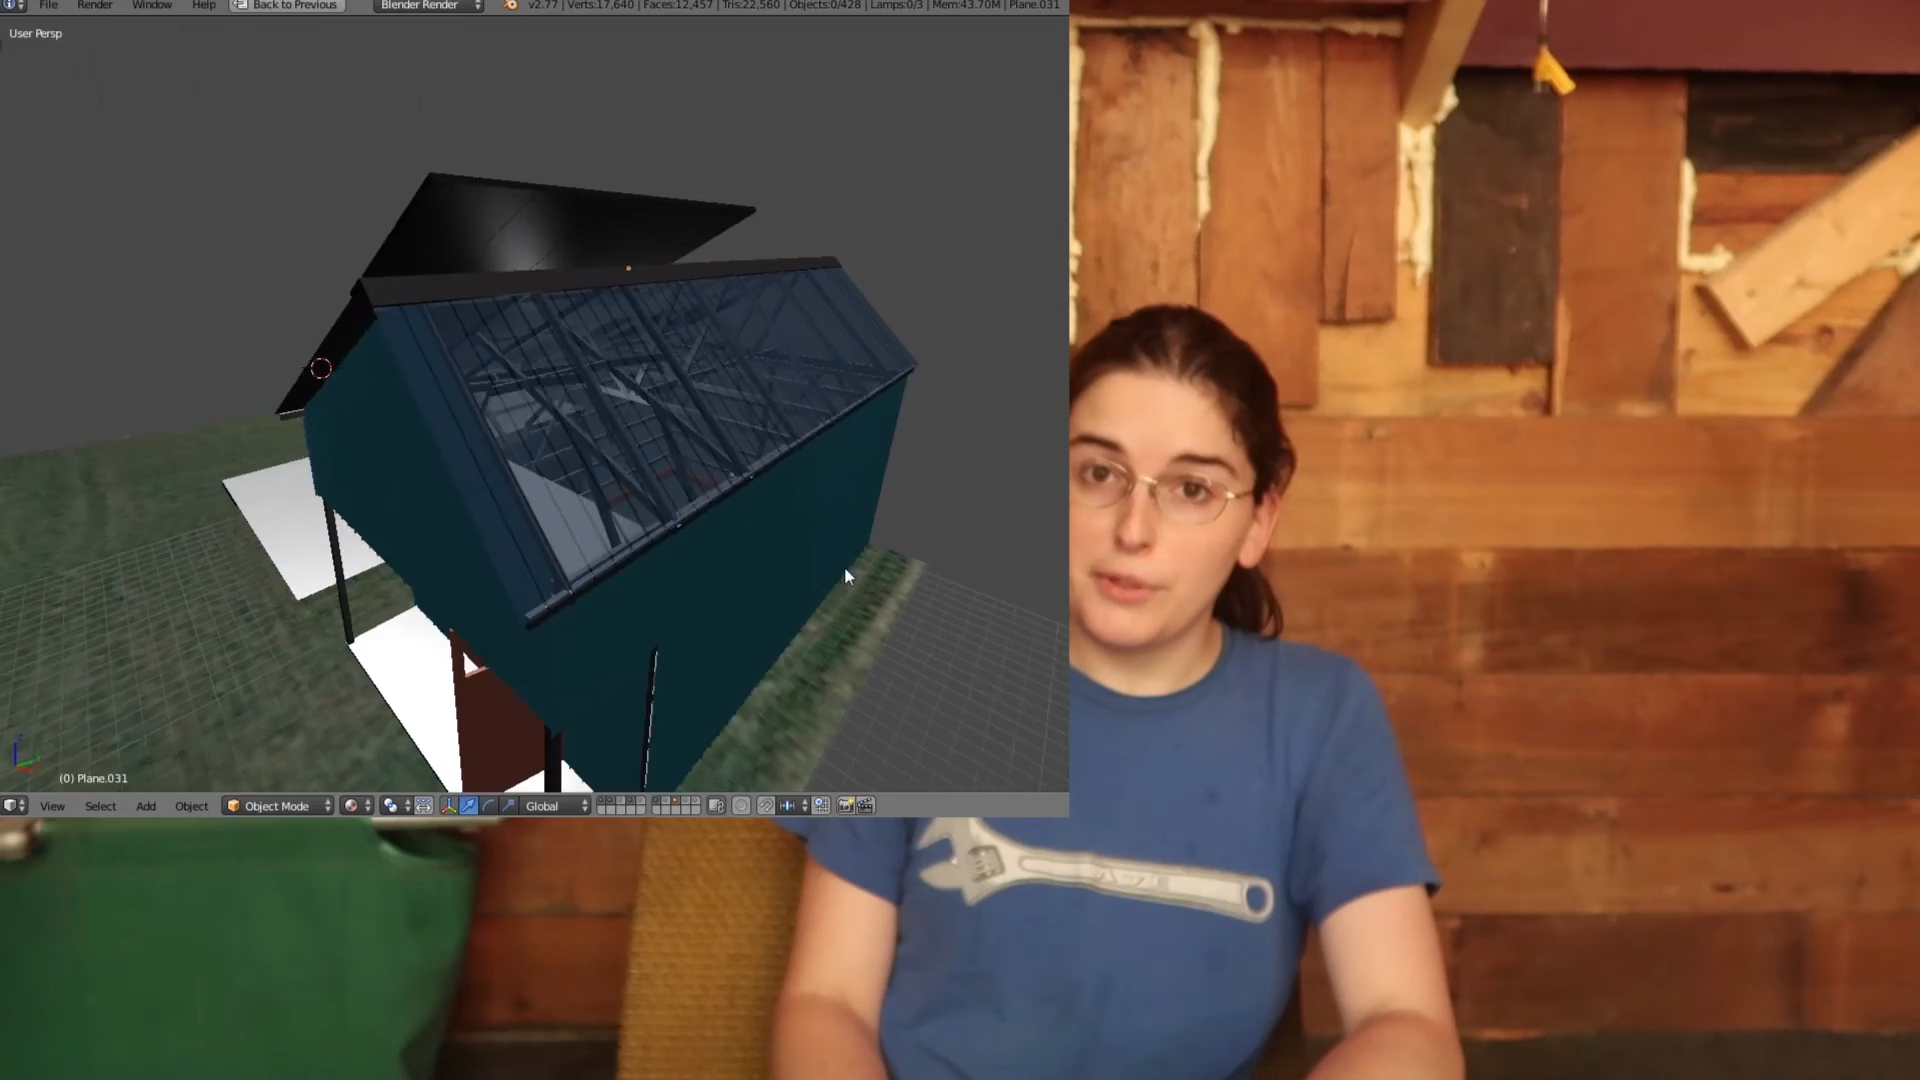 File Render Window Help Back to Previous Blender Render v2.77 | Verts:17,640 | Faces:12,457 | Tris:22,560 | Objects:0/428 | Lamps:0/3 | Mem:43.70M | Plane.031
User Persp
(0) Plane.031
View Select Add Object Object Mode Global